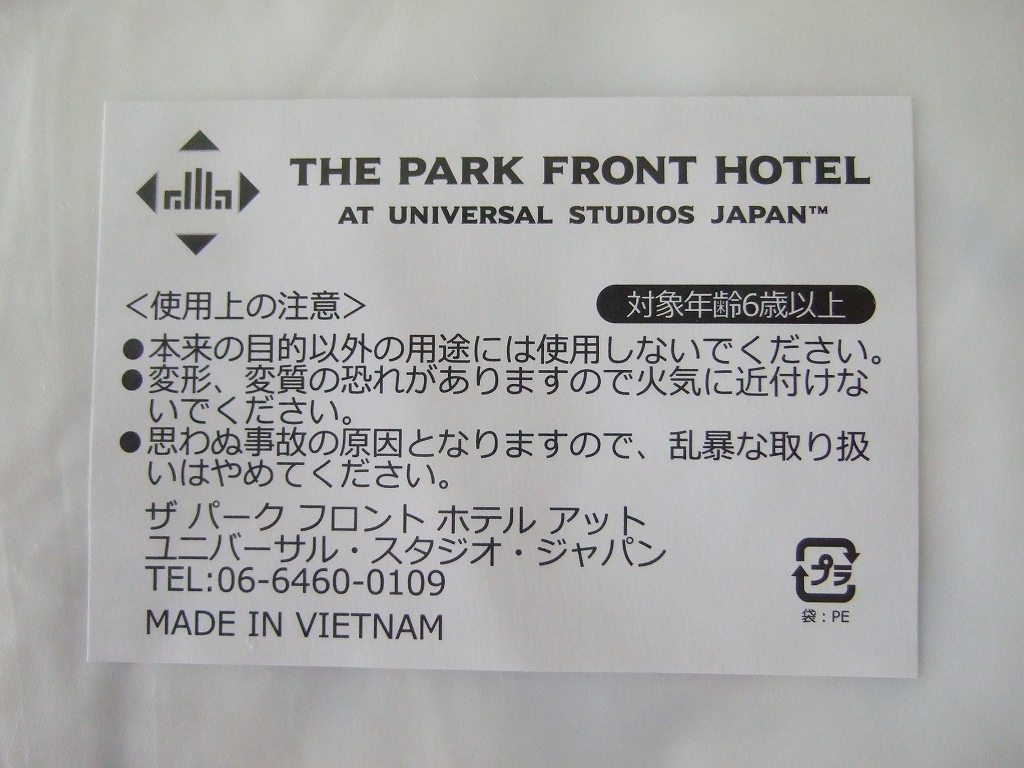 THE PARK FRONT HOTEL
AT UNIVERSAL STUDIOS JAPAN™
＜使用上の注意＞
対象年齢6歳以上
●本来の目的以外の用途には使用しないでください。
●変形、変質の恐れがありますので火気に近付けな
いでください。
●思わぬ事故の原因となりますので、乱暴な取り扱
いはやめてください。
ザ パーク フロント ホテル アット
ユニバーサル・スタジオ・ジャパン
TEL:06-6460-0109
MADE IN VIETNAM
プラ
袋：PE